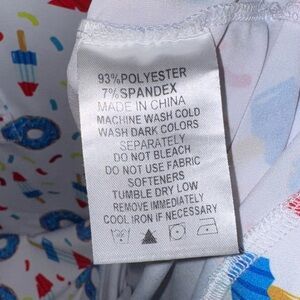 93%POLYESTER
7%SPANDEX
MADE IN CHINA
MACHINE WASH COLD
WASH DARK COLORS
SEPARATELY
DO NOT BLEACH
DO NOT USE FABRIC
SOFTENERS
TUMBLE DRY LOW
REMOVE IMMEDIATELY
COOL IRON IF NECESSARY